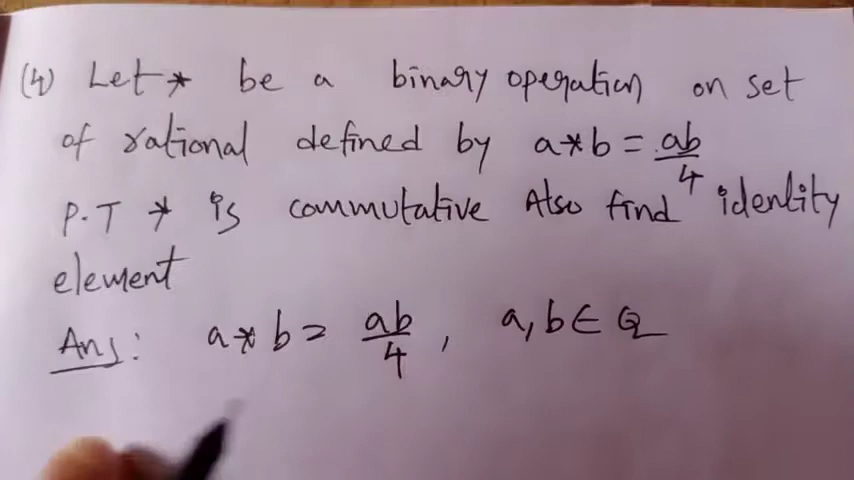 (4) Let * be a binary operation on set
of rational defined by a*b = ab/4
P.T * is commutative Also find identity
element
Ans: a*b = ab/4, a,b ∈ Q